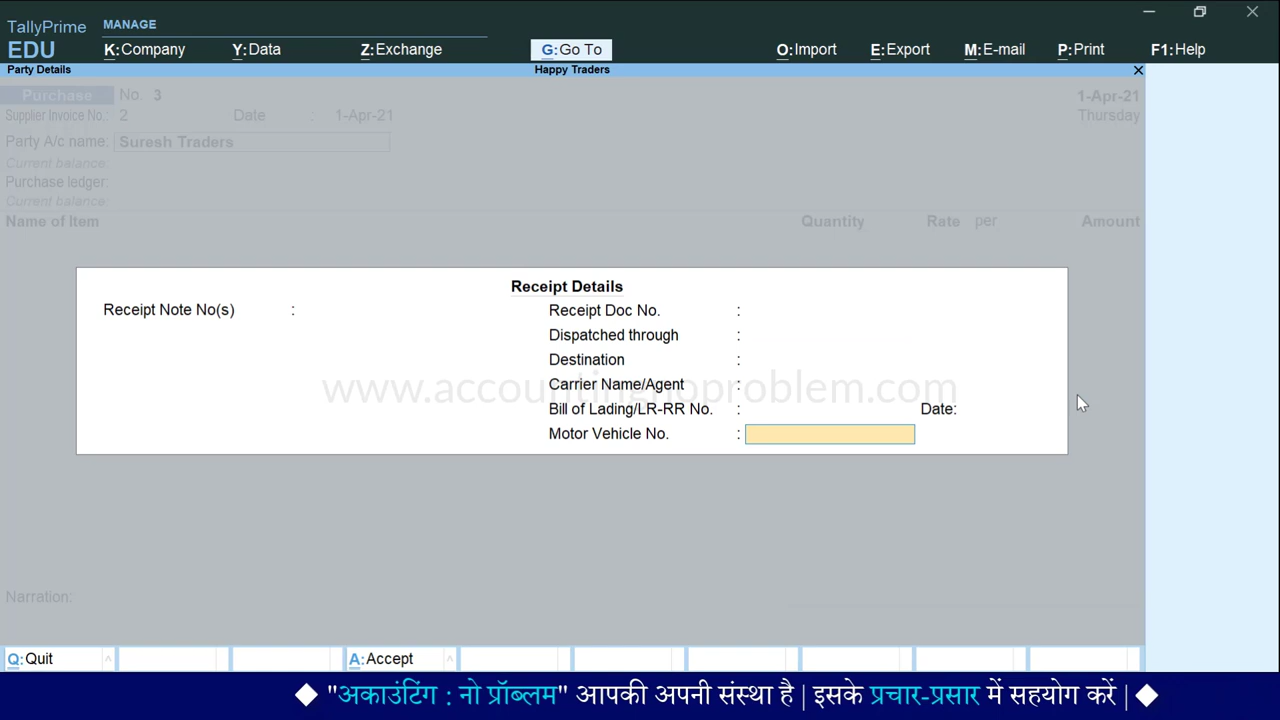 TallyPrime
EDU
MANAGE
K:Company Y:Data Z:Exchange G:Go To O:Import E:Export M:E-mail P:Print F1:Help
Party Details Happy Traders
Purchase No. 3 1-Apr-21
Supplier Invoice No.: 2 Date : 1-Apr-21 Thursday
Party A/c name: Suresh Traders
Current balance:
Purchase ledger:
Current balance:
Name of Item Quantity Rate per Amount
Receipt Details
Receipt Note No(s) :
Receipt Doc No. :
Dispatched through :
Destination :
Carrier Name/Agent :
www.accountingnoproblem.com
Bill of Lading/LR-RR No. : Date:
Motor Vehicle No. :
Narration:
Q:Quit A:Accept
◆ "अकाउंटिंग : नो प्रॉब्लम" आपकी अपनी संस्था है | इसके प्रचार-प्रसार में सहयोग करें | ◆